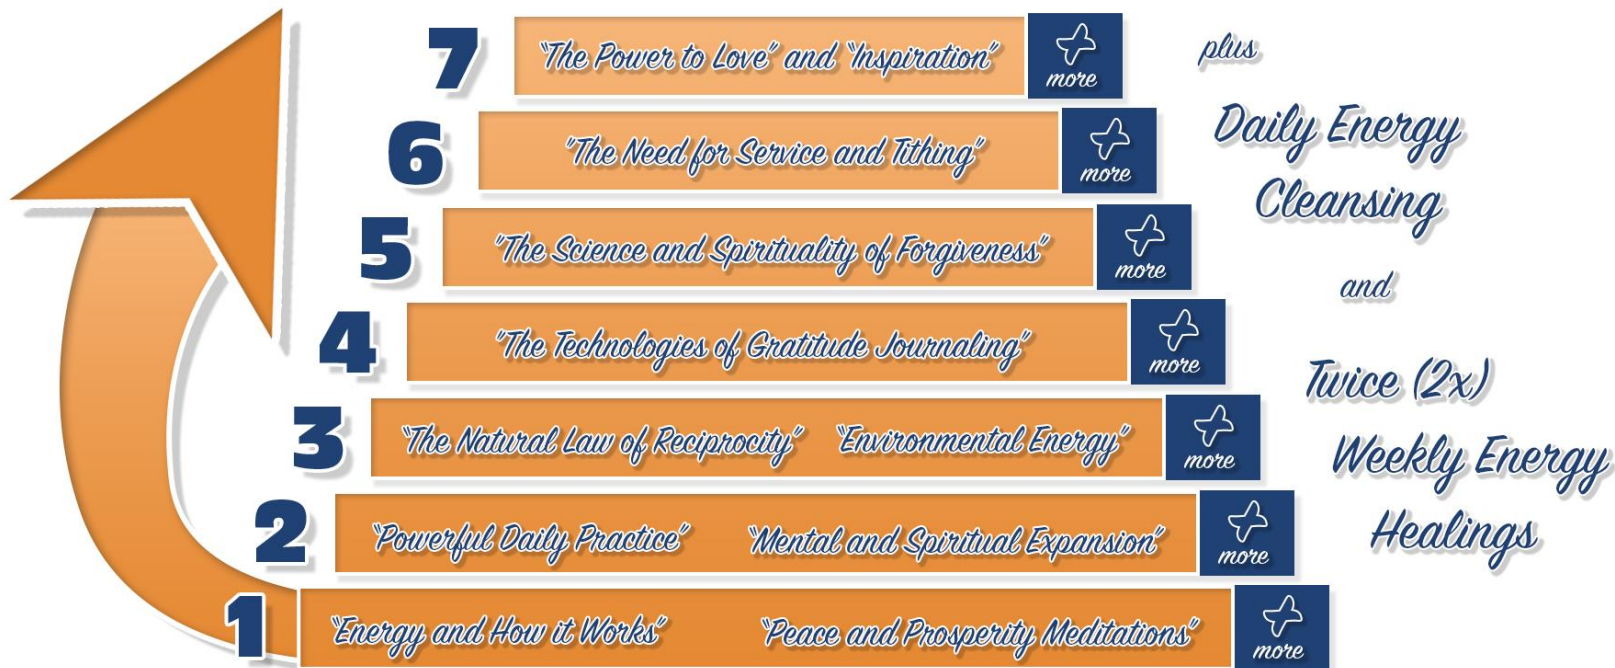 7
"The Power to Love" and "Inspiration"
more
6
"The Need for Service and Tithing"
more
5
"The Science and Spirituality of Forgiveness"
more
4
"The Technologies of Gratitude Journaling"
more
3
"The Natural Law of Reciprocity" "Environmental Energy"
more
2
"Powerful Daily Practice" "Mental and Spiritual Expansion"
more
1
"Energy and How it Works" "Peace and Prosperity Meditations"
more
plus
Daily Energy
Cleansing
and
Twice (2x)
Weekly Energy
Healings